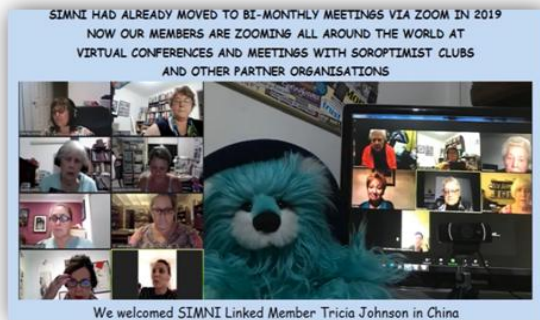 SIMNI HAD ALREADY MOVED TO BI-MONTHLY MEETINGS VIA ZOOM IN 2019
NOW OUR MEMBERS ARE ZOOMING ALL AROUND THE WORLD AT
VIRTUAL CONFERENCES AND MEETINGS WITH SOROPTIMIST CLUBS
AND OTHER PARTNER ORGANISATIONS
We welcomed SIMNI Linked Member Tricia Johnson in China